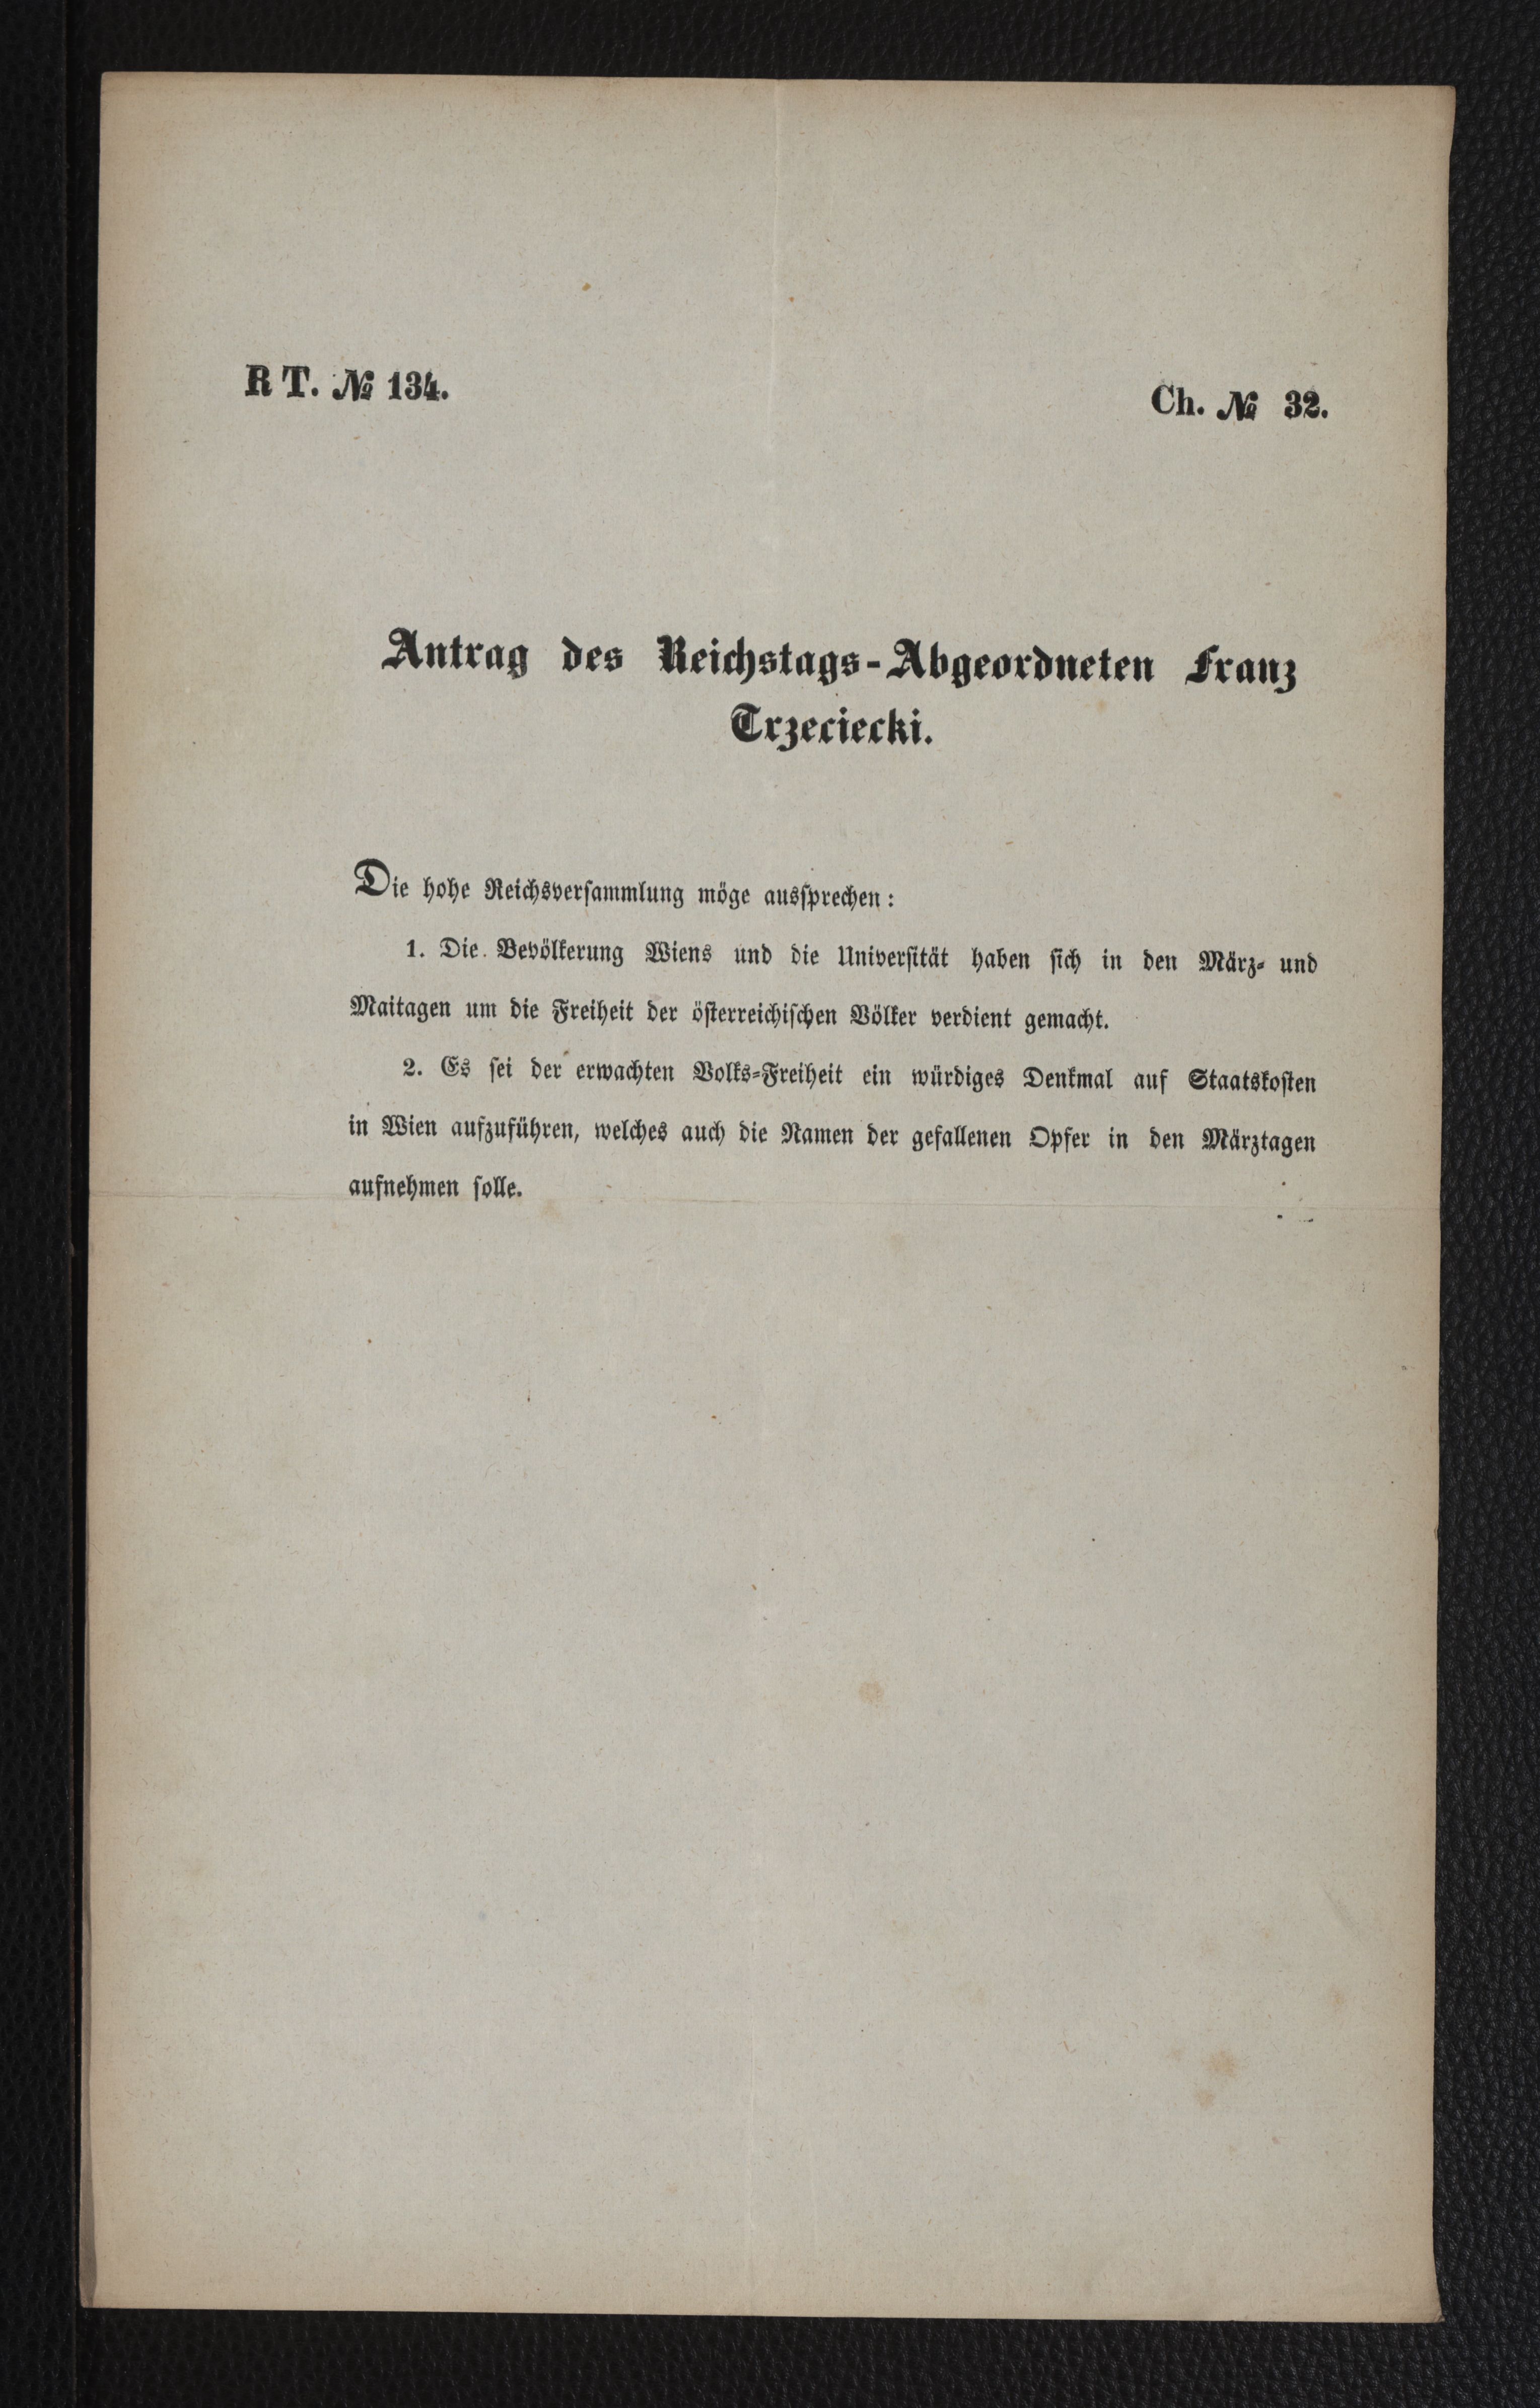 R T. № 134.
Ch. № 32.
Antrag des Reichstags-Abgeordneten Franz
Trzeciecki.
Die hohe Reichsversammlung möge aussprechen:
1. Die Bevölkerung Wiens und die Universität haben sich in den März- und
Maitagen um die Freiheit der österreichischen Völker verdient gemacht.
2. Es sei der erwachten Volks-Freiheit ein würdiges Denkmal auf Staatskosten
in Wien aufzuführen, welches auch die Namen der gefallenen Opfer in den Märztagen
aufnehmen solle.